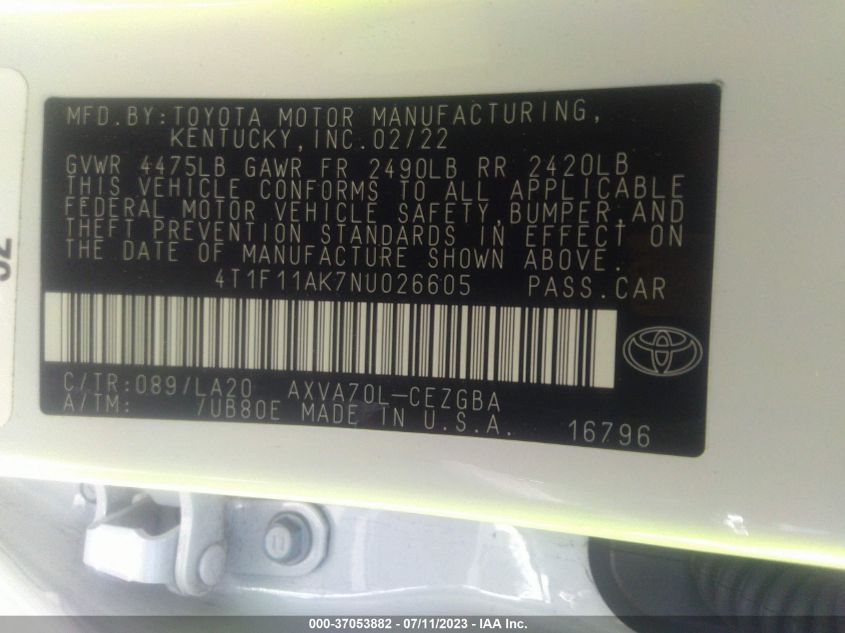 MFD.BY:TOYOTA MOTOR MANUFACTURING,
KENTUCKY,INC.02/22
GVWR 4475LB GAWR FR 2490LB RR 2420LB
THIS VEHICLE CONFORMS TO ALL APPLICABLE
FEDERAL MOTOR VEHICLE SAFETY,BUMPER,AND
THEFT PREVENTION STANDARDS IN EFFECT ON
THE DATE OF MANUFACTURE SHOWN ABOVE.
4T1F11AK7NU026605 PASS.CAR
C/TR:089/LA20 AXVA70L-CEZGBA
A/TM: 7UB80E MADE IN U.S.A. 16796
000-37053882 - 07/11/2023 - IAA Inc.